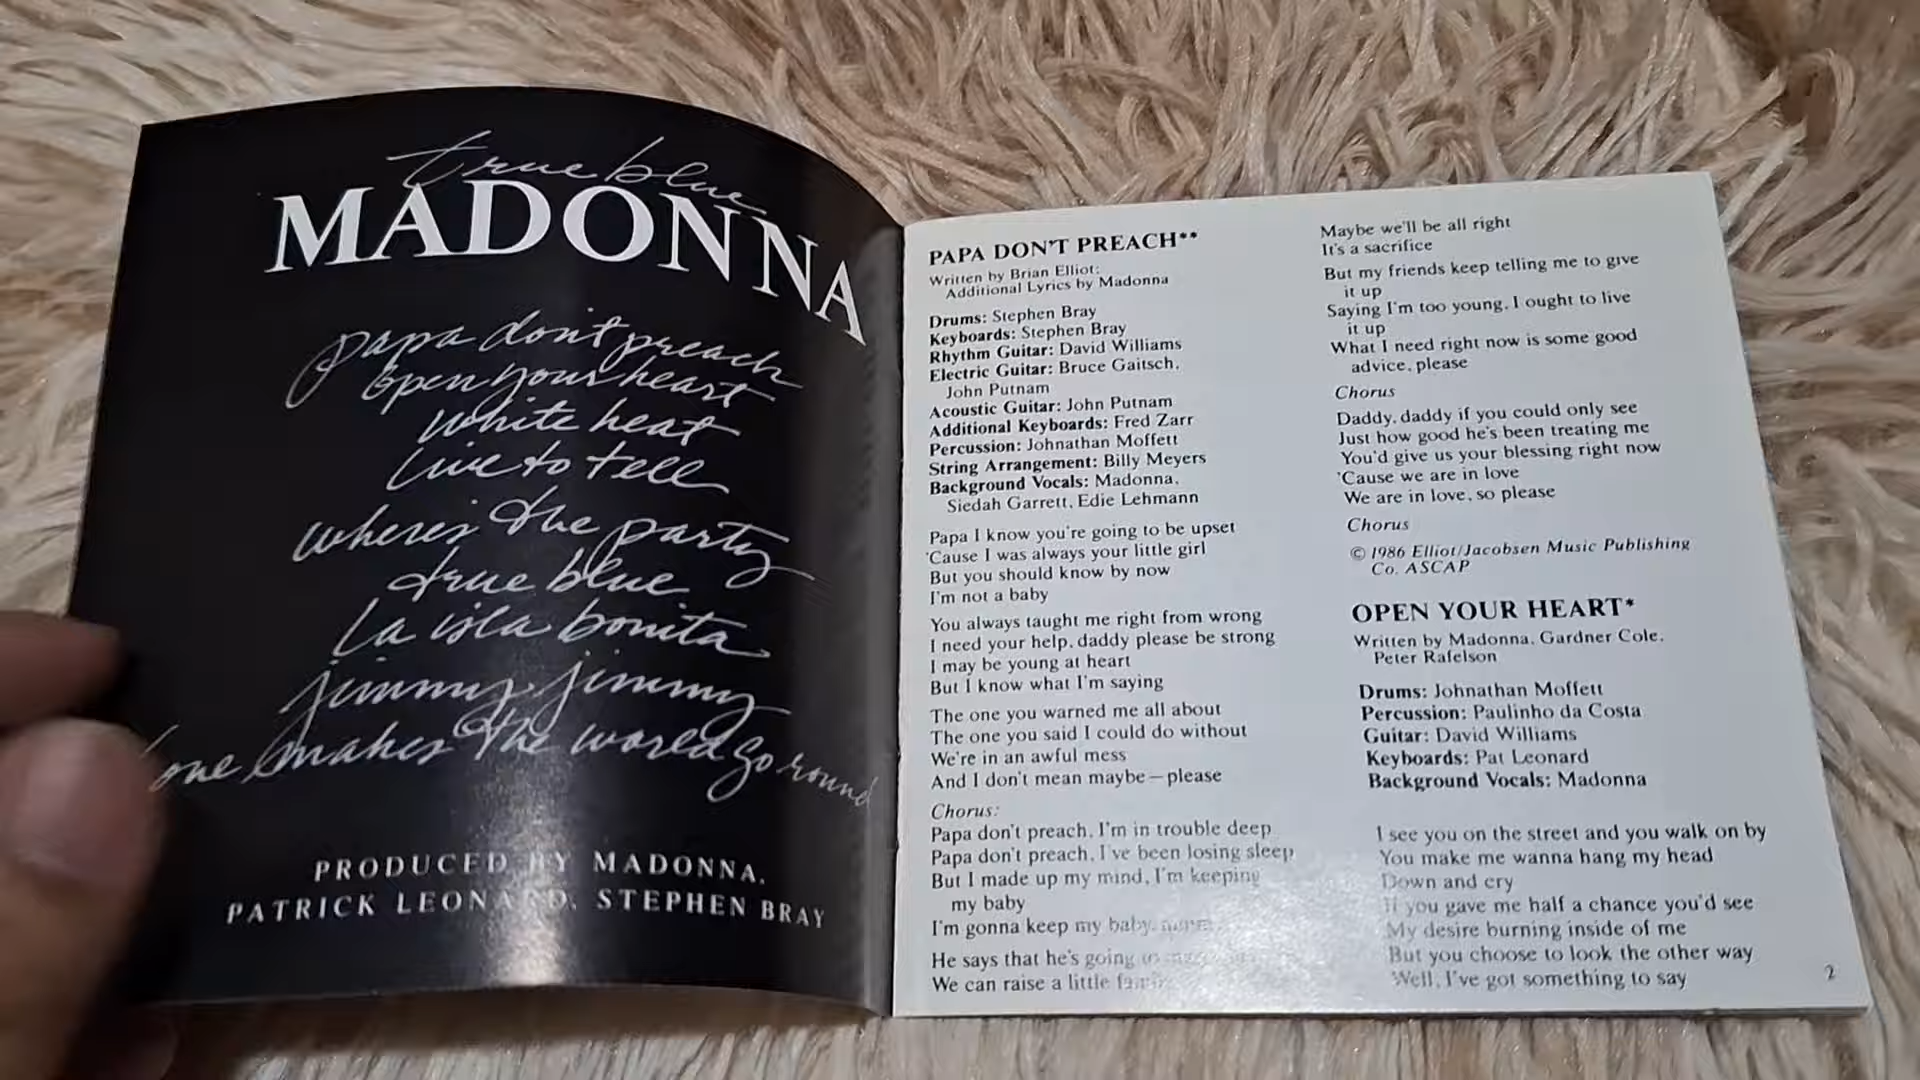 true blue
MADONNA
papa don't preach
open your heart
white heat
live to tell
where's the party
true blue
la isla bonita
jimmy jimmy
love makes the world go round
PRODUCED BY MADONNA,
PATRICK LEONARD, STEPHEN BRAY
PAPA DON'T PREACH**
Written by Brian Elliot:
Additional Lyrics by Madonna
Drums: Stephen Bray
Keyboards: Stephen Bray
Rhythm Guitar: David Williams
Electric Guitar: Bruce Gaitsch,
John Putnam
Acoustic Guitar: John Putnam
Additional Keyboards: Fred Zarr
Percussion: Johnathan Moffett
String Arrangement: Billy Meyers
Background Vocals: Madonna,
Siedah Garrett, Edie Lehmann
Papa I know you're going to be upset
'Cause I was always your little girl
But you should know by now
I'm not a baby
You always taught me right from wrong
I need your help, daddy please be strong
I may be young at heart
But I know what I'm saying
The one you warned me all about
The one you said I could do without
We're in an awful mess
And I don't mean maybe—please
Chorus:
Papa don't preach, I'm in trouble deep
Papa don't preach, I've been losing sleep
But I made up my mind, I'm keeping
my baby
I'm gonna keep my baby,
He says that he's going to
We can raise a little
Maybe we'll be all right
It's a sacrifice
But my friends keep telling me to give
it up
Saying I'm too young, I ought to live
it up
What I need right now is some good
advice, please
Chorus
Daddy, daddy if you could only see
Just how good he's been treating me
You'd give us your blessing right now
'Cause we are in love
We are in love, so please
Chorus
© 1986 Elliot/Jacobsen Music Publishing
Co. ASCAP
OPEN YOUR HEART*
Written by Madonna, Gardner Cole,
Peter Rafelson
Drums: Johnathan Moffett
Percussion: Paulinho da Costa
Guitar: David Williams
Keyboards: Pat Leonard
Background Vocals: Madonna
I see you on the street and you walk on by
You make me wanna hang my head
Down and cry
If you gave me half a chance you'd see
My desire burning inside of me
But you choose to look the other way
Well, I've got something to say
2